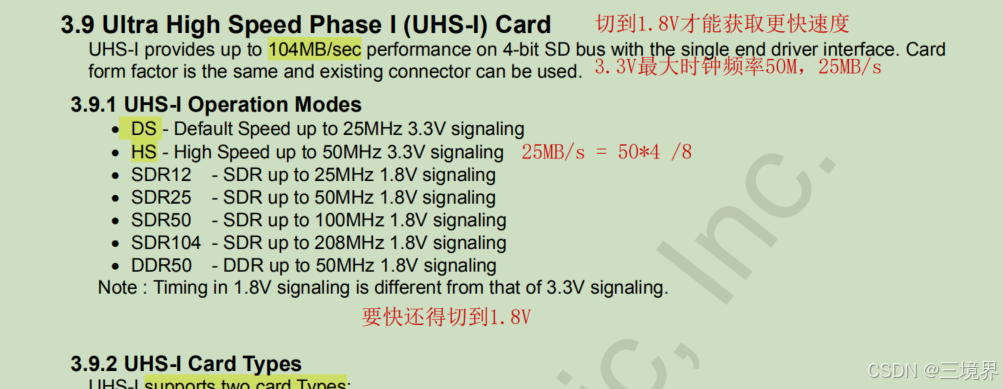 3.9 Ultra High Speed Phase I (UHS-I) Card
切到1.8V才能获取更快速度
UHS-I provides up to 104MB/sec performance on 4-bit SD bus with the single end driver interface. Card
form factor is the same and existing connector can be used.
3.3V最大时钟频率50M，25MB/s
3.9.1 UHS-I Operation Modes
• DS - Default Speed up to 25MHz 3.3V signaling
• HS - High Speed up to 50MHz 3.3V signaling
25MB/s = 50*4 /8
• SDR12 - SDR up to 25MHz 1.8V signaling
• SDR25 - SDR up to 50MHz 1.8V signaling
• SDR50 - SDR up to 100MHz 1.8V signaling
• SDR104 - SDR up to 208MHz 1.8V signaling
• DDR50 - DDR up to 50MHz 1.8V signaling
Note : Timing in 1.8V signaling is different from that of 3.3V signaling.
要快还得切到1.8V
3.9.2 UHS-I Card Types
UHS-I supports two card Types:
ic, Inc.
CSDN @三境界